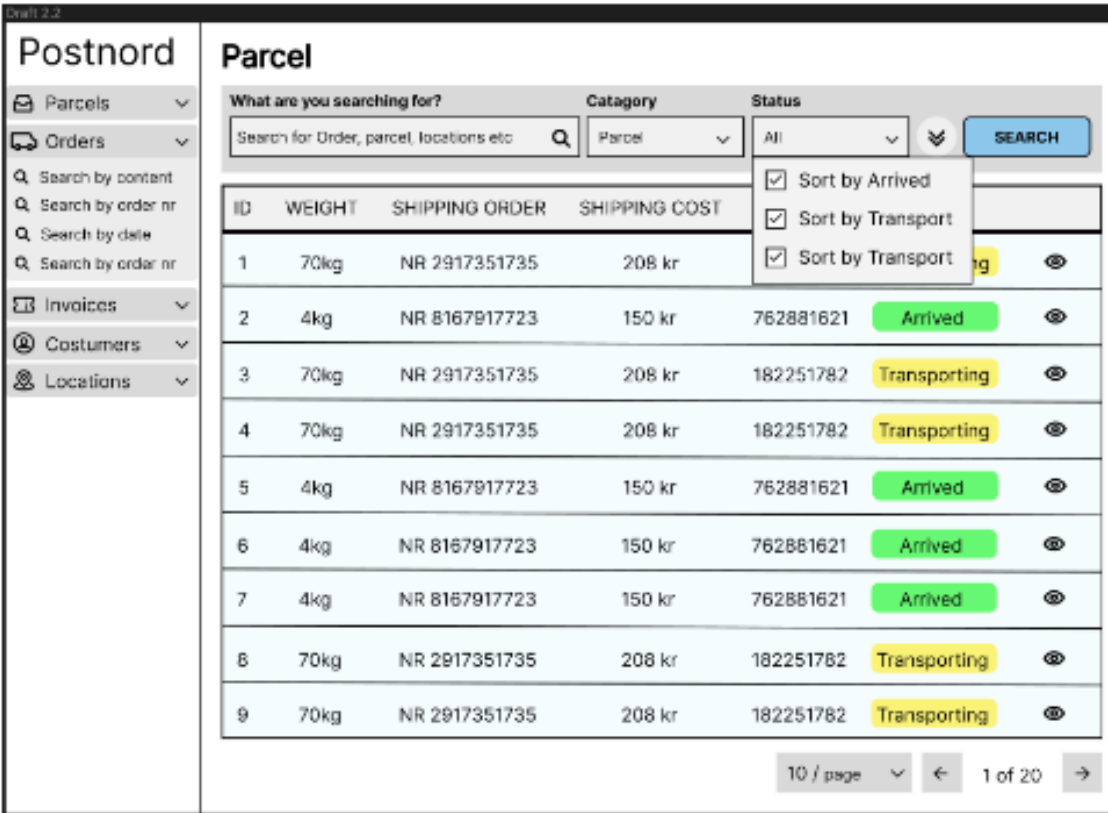 Draft 2.2
Postnord
Parcels
Orders
Search by content
Search by order nr
Search by date
Search by order nr
Invoices
Costumers
Locations
Parcel
What are you searching for? Catagory Status
Search for Order, parcel, locations etc Parcel All SEARCH
Sort by Arrived
Sort by Transport
Sort by Transport
ID WEIGHT SHIPPING ORDER SHIPPING COST
1 70kg NR 2917351735 208 kr ng
2 4kg NR 8167917723 150 kr 762881621 Arrived
3 70kg NR 2917351735 208 kr 182251782 Transporting
4 70kg NR 2917351735 208 kr 182251782 Transporting
5 4kg NR 8167917723 150 kr 762881621 Arrived
6 4kg NR 8167917723 150 kr 762881621 Arrived
7 4kg NR 8167917723 150 kr 762881621 Arrived
8 70kg NR 2917351735 208 kr 182251782 Transporting
9 70kg NR 2917351735 208 kr 182251782 Transporting
10 / page 1 of 20